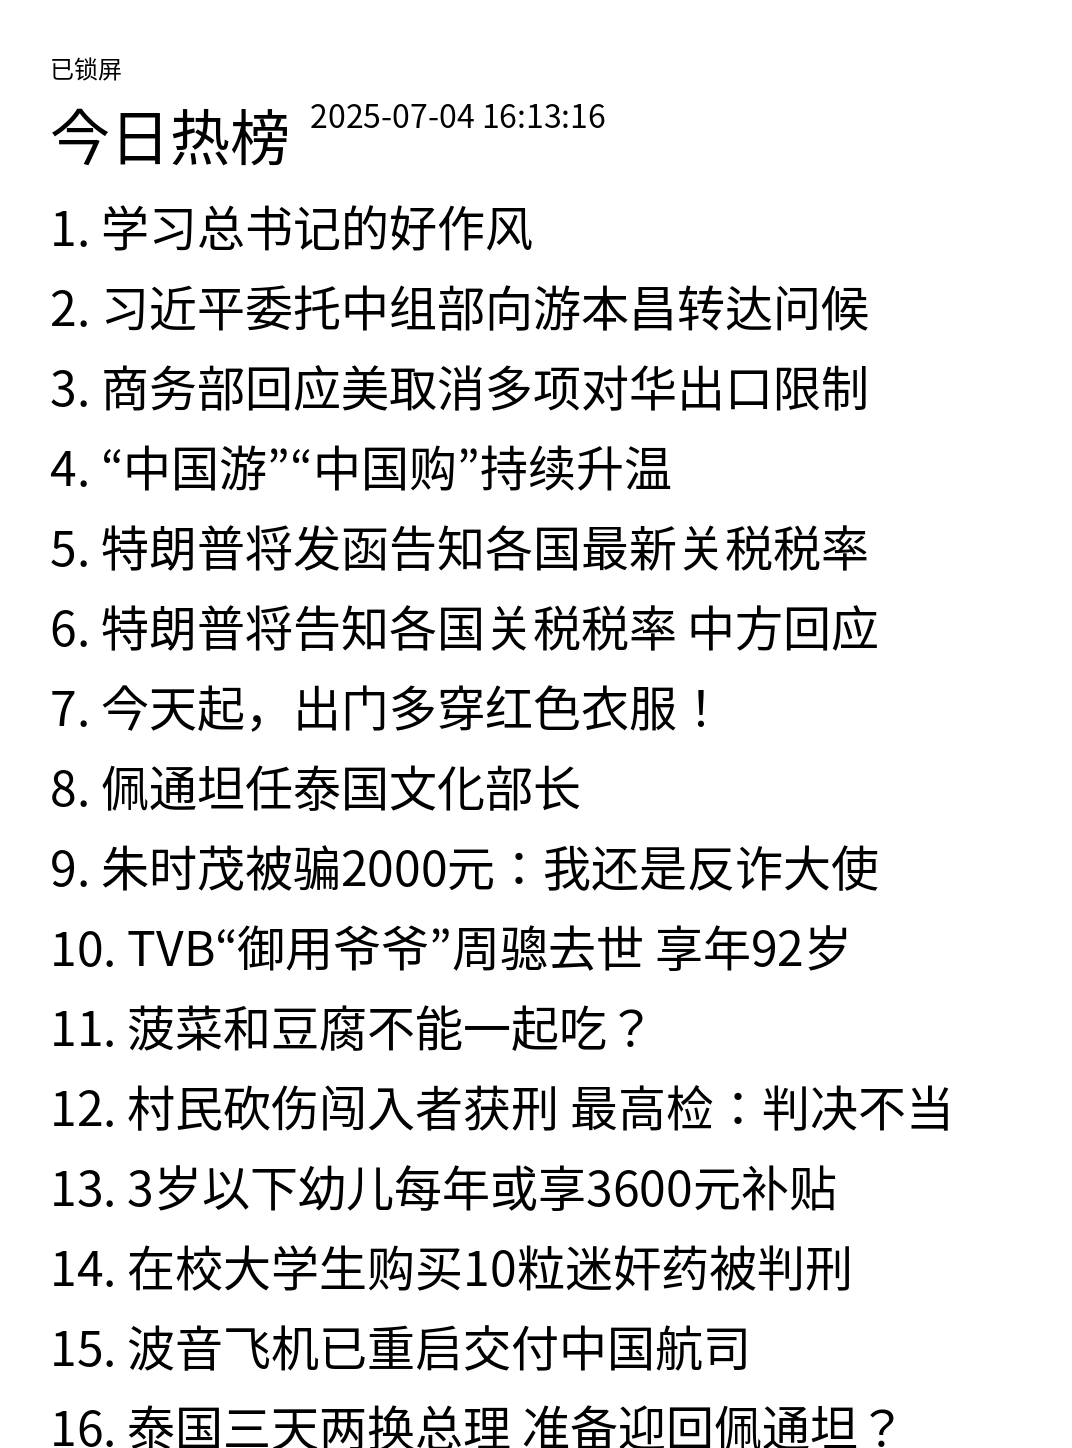 已锁屏
今日热榜 2025-07-04 16:13:16
1. 学习总书记的好作风
2. 习近平委托中组部向游本昌转达问候
3. 商务部回应美取消多项对华出口限制
4. “中国游”“中国购”持续升温
5. 特朗普将发函告知各国最新关税税率
6. 特朗普将告知各国关税税率 中方回应
7. 今天起，出门多穿红色衣服！
8. 佩通坦任泰国文化部长
9. 朱时茂被骗2000元：我还是反诈大使
10. TVB“御用爷爷”周骢去世 享年92岁
11. 菠菜和豆腐不能一起吃？
12. 村民砍伤闯入者获刑 最高检：判决不当
13. 3岁以下幼儿每年或享3600元补贴
14. 在校大学生购买10粒迷奸药被判刑
15. 波音飞机已重启交付中国航司
16. 泰国三天两换总理 准备迎回佩通坦？